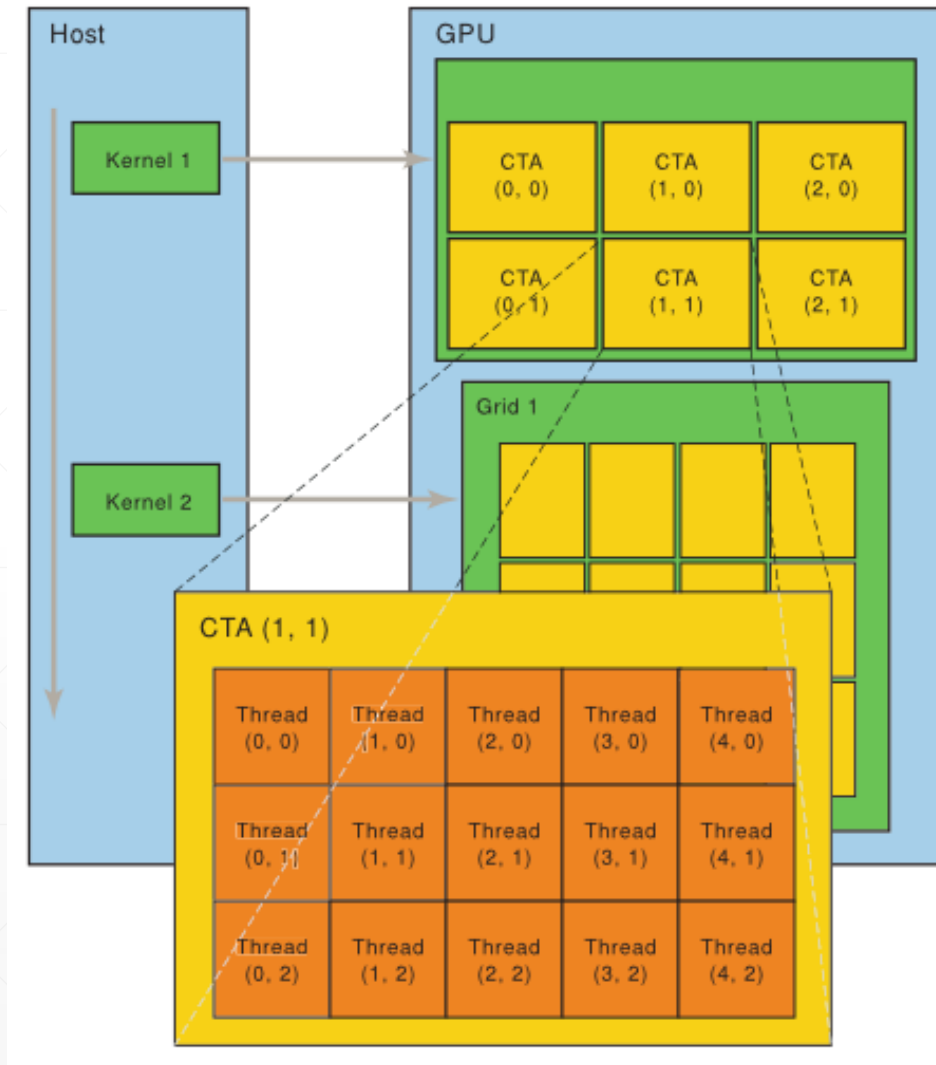 Host
GPU
Kernel 1
CTA
(0, 0)
CTA
(1, 0)
CTA
(2, 0)
CTA
(0, 1)
CTA
(1, 1)
CTA
(2, 1)
Grid 1
Kernel 2
CTA (1, 1)
Thread
(0, 0)
Thread
(1, 0)
Thread
(2, 0)
Thread
(3, 0)
Thread
(4, 0)
Thread
(0, 1)
Thread
(1, 1)
Thread
(2, 1)
Thread
(3, 1)
Thread
(4, 1)
Thread
(0, 2)
Thread
(1, 2)
Thread
(2, 2)
Thread
(3, 2)
Thread
(4, 2)